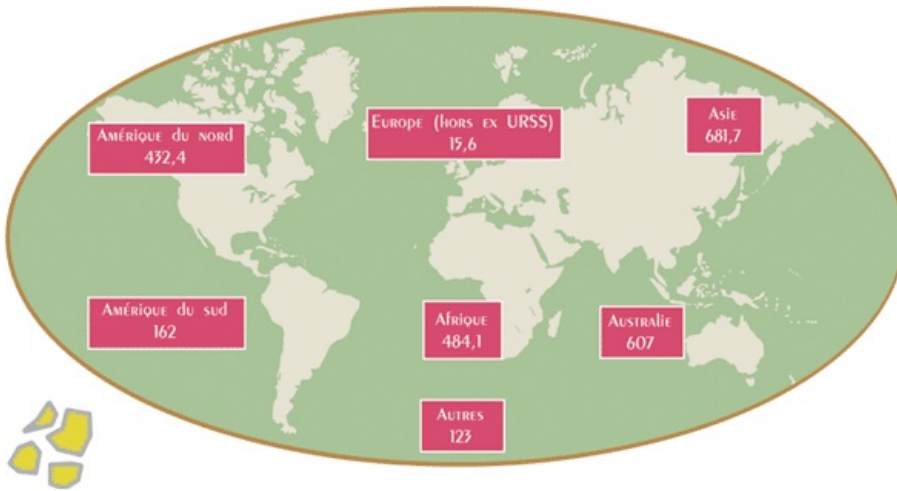 Amérique du nord
432,4
Europe (hors ex URSS)
15,6
Asie
681,7
Amérique du sud
162
Afrique
484,1
Australie
607
Autres
123